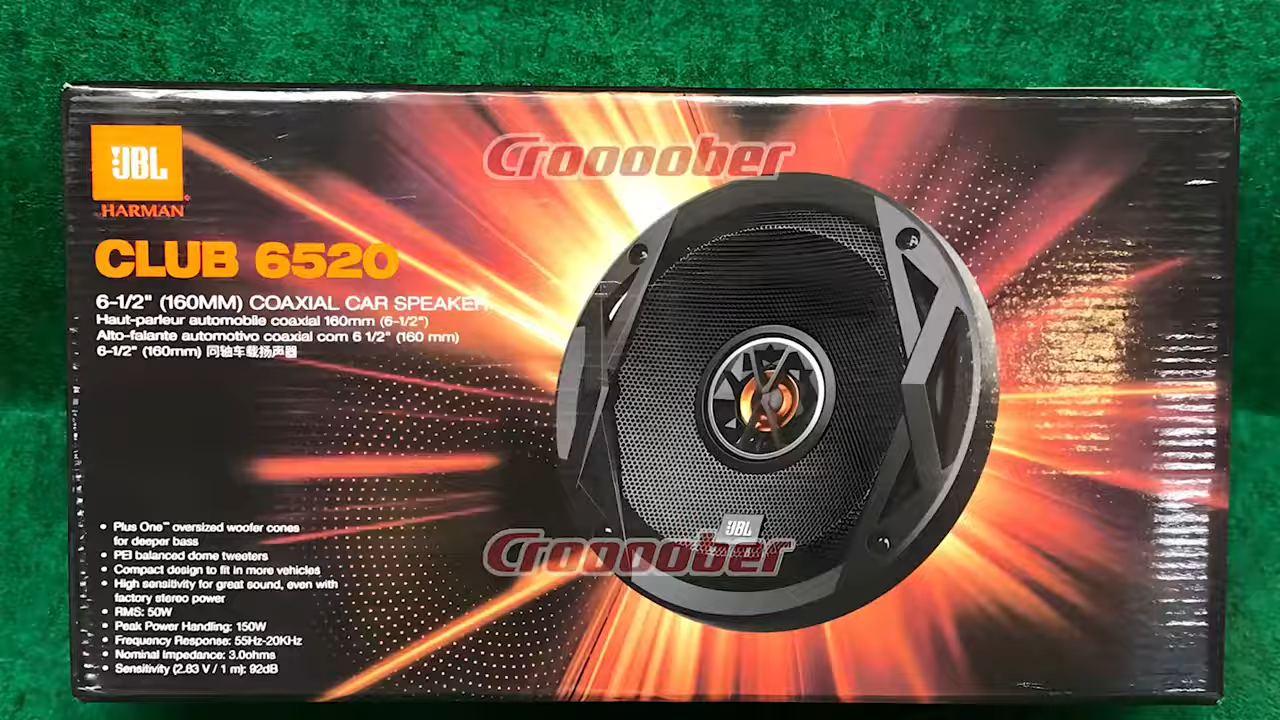 Croooober
JBL
HARMAN
CLUB 6520
6-1/2" (160MM) COAXIAL CAR SPEAKER
Haut-parleur automobile coaxial 160mm (6-1/2")
Alto-falante automotivo coaxial com 6 1/2" (160 mm)
6-1/2" (160mm) 同轴车载扬声器
JBL
Croooober
• Plus One™ oversized woofer cones
for deeper bass
• PEI balanced dome tweeters
• Compact design to fit in more vehicles
• High sensitivity for great sound, even with
factory stereo power
• RMS: 50W
• Peak Power Handling: 150W
• Frequency Response: 55Hz-20KHz
• Nominal Impedance: 3.0ohms
• Sensitivity (2.83 V / 1 m): 92dB